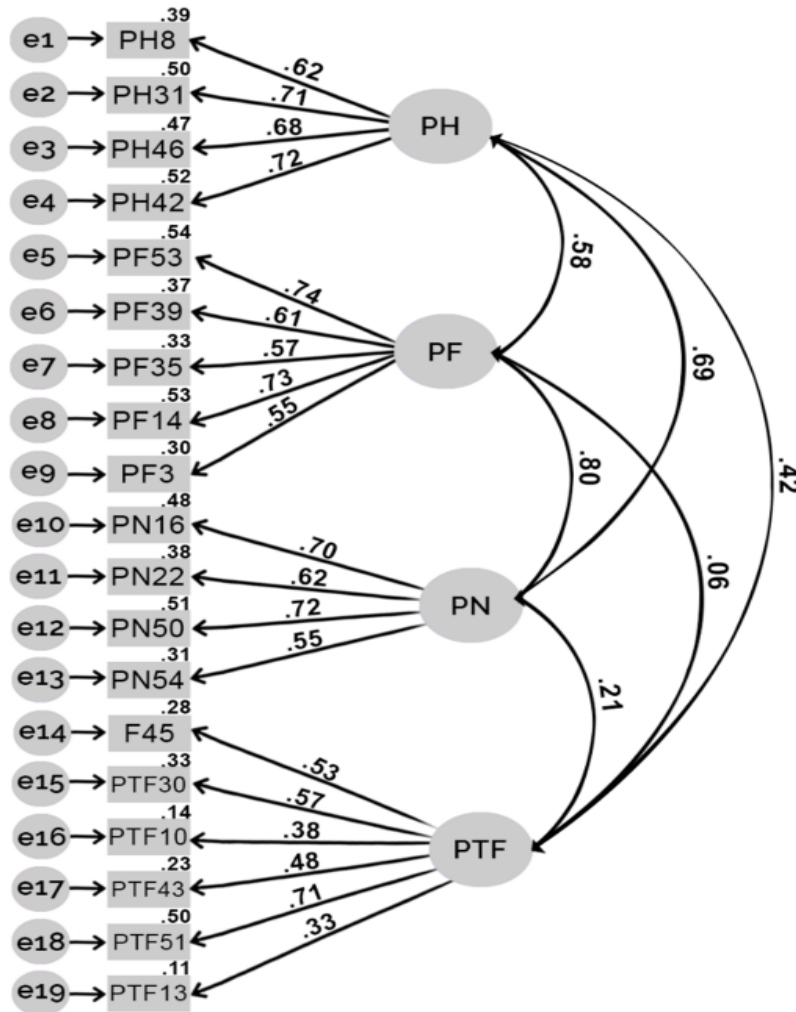 .39
e1 PH8
.62
.50
e2 PH31
.71
PH
.47
e3 PH46
.68
.52
e4 PH42
.72
.54
e5 PF53
.58
.74
.37
e6 PF39
.61
PF
.33
e7 PF35
.57
.69
.53
e8 PF14
.73
.30
e9 PF3
.55
.80
.42
.48
e10 PN16
.70
.38
e11 PN22
.62
PN
.06
.51
e12 PN50
.72
.31
e13 PN54
.55
.21
.28
e14 F45
.53
.33
e15 PTF30
.57
.14
e16 PTF10
.38
PTF
.23
e17 PTF43
.48
.50
e18 PTF51
.71
.11
e19 PTF13
.33